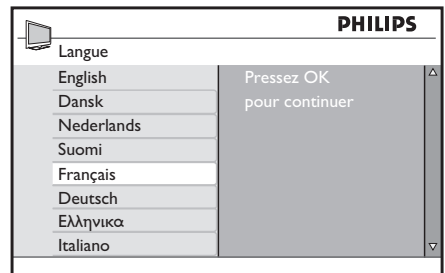 PHILIPS
Langue
English
Dansk
Nederlands
Suomi
Français
Deutsch
Ελληνικα
Italiano
Pressez OK
pour continuer